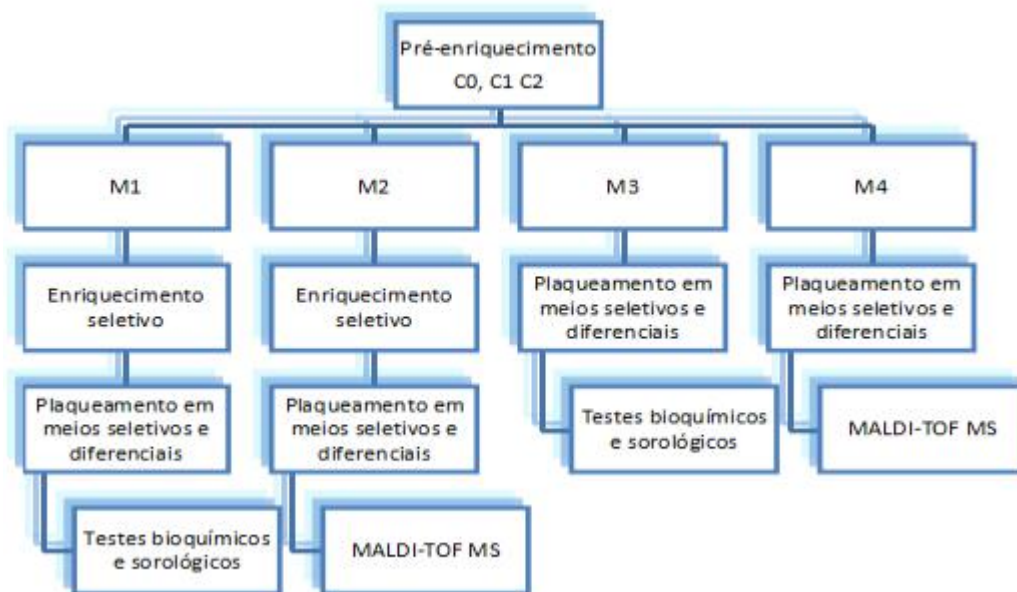 Pré-enriquecimento
C0, C1 C2
M1
M2
M3
M4
Enriquecimento
seletivo
Enriquecimento
seletivo
Plaqueamento em
meios seletivos e
diferenciais
Plaqueamento em
meios seletivos e
diferenciais
Plaqueamento em
meios seletivos e
diferenciais
Plaqueamento em
meios seletivos e
diferenciais
Testes bioquímicos
e sorológicos
MALDI-TOF MS
Testes bioquímicos
e sorológicos
MALDI-TOF MS